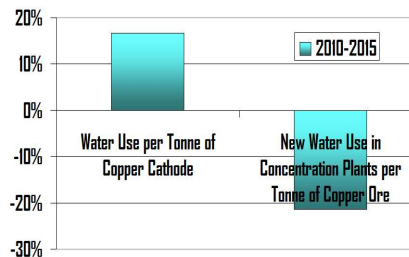 20%
2010-2015
10%
0%
Water Use per Tonne of
Copper Cathode
New Water Use in
Concentration Plants per
Tonne of Copper Ore
-10%
-20%
-30%